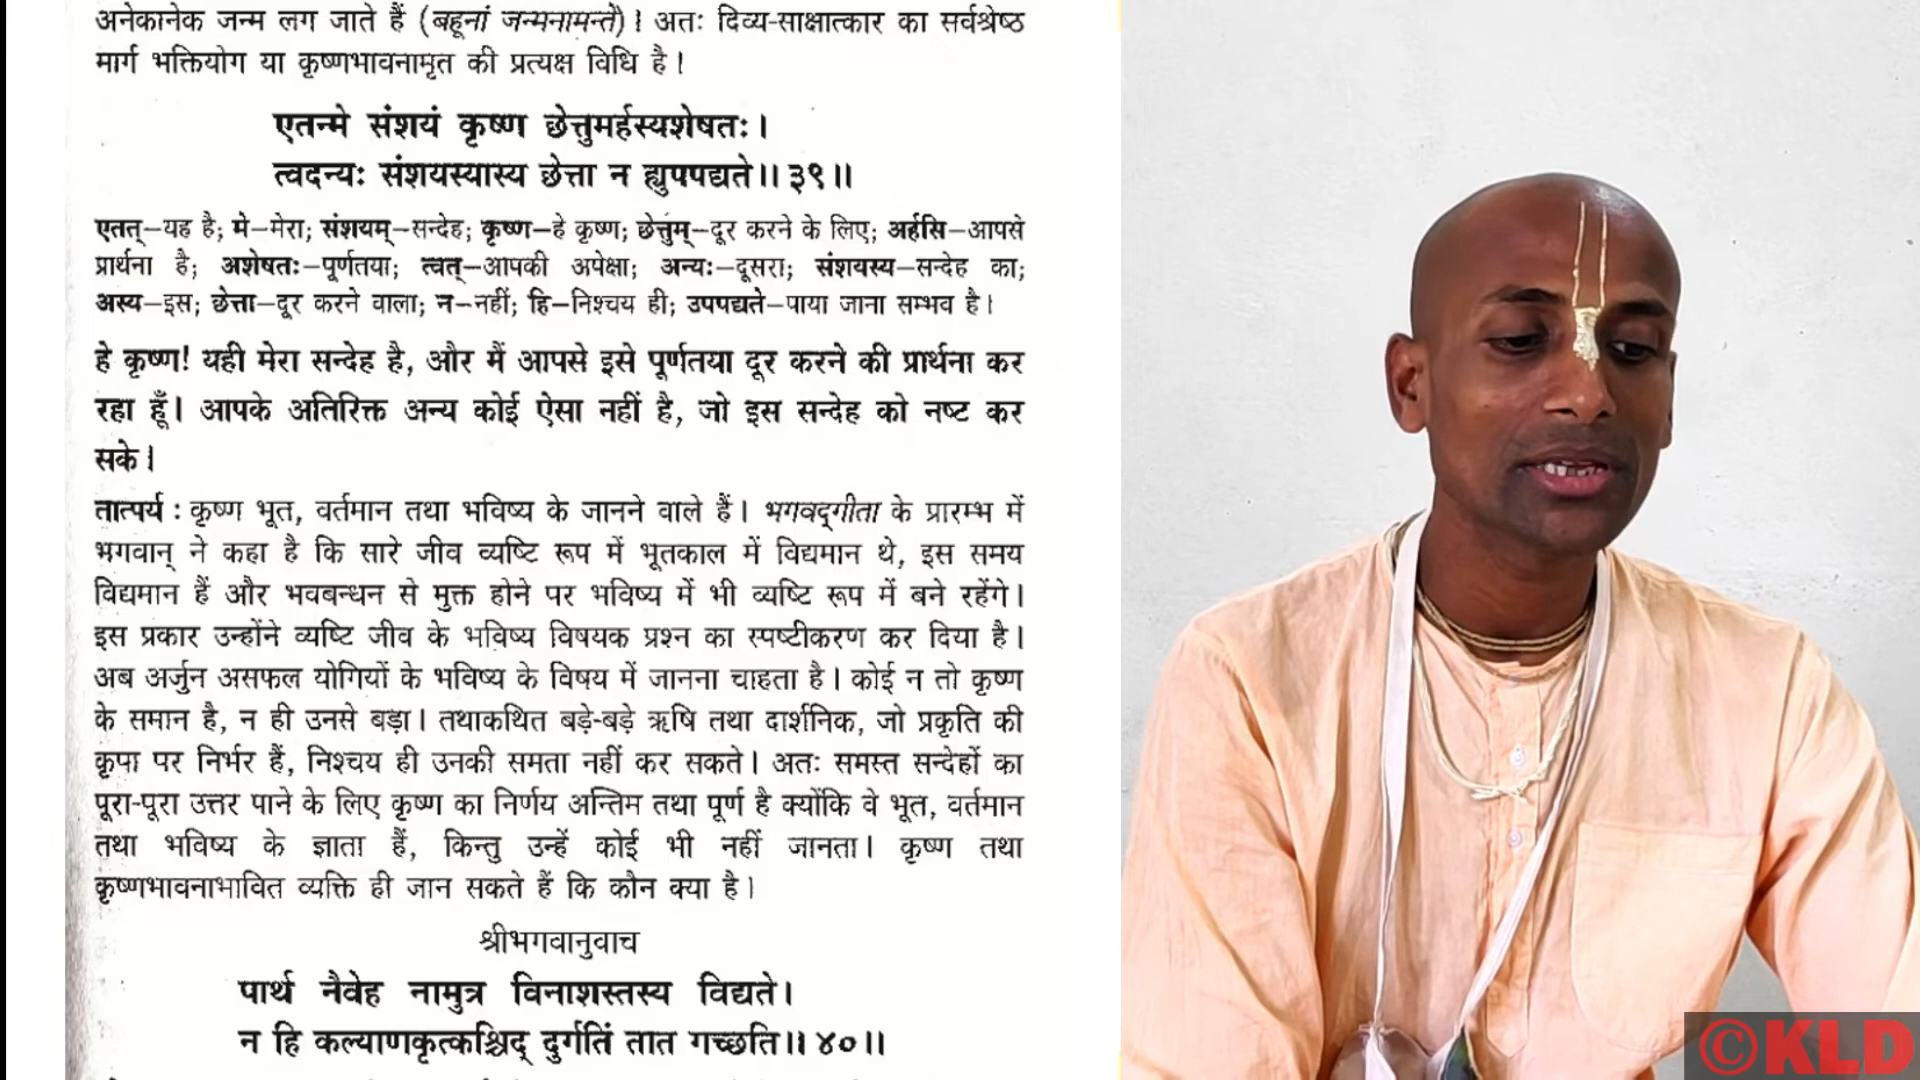 अनेकानेक जन्म लग जाते हैं (बहूनां जन्मनामन्ते)। अतः दिव्य-साक्षात्कार का सर्वश्रेष्ठ
मार्ग भक्तियोग या कृष्णभावनामृत की प्रत्यक्ष विधि है।
एतन्मे संशयं कृष्ण छेत्तुमर्हस्यशेषतः।
त्वदन्यः संशयस्यास्य छेत्ता न ह्युपपद्यते॥ ३९॥
एतत्—यह है; मे—मेरा; संशयम्—सन्देह; कृष्ण—हे कृष्ण; छेत्तुम्—दूर करने के लिए; अर्हसि—आपसे
प्रार्थना है; अशेषतः—पूर्णतया; त्वत्—आपकी अपेक्षा; अन्यः—दूसरा; संशयस्य—सन्देह का;
अस्य—इस; छेत्ता—दूर करने वाला; न—नहीं; हि—निश्चय ही; उपपद्यते—पाया जाना सम्भव है।
हे कृष्ण! यही मेरा सन्देह है, और मैं आपसे इसे पूर्णतया दूर करने की प्रार्थना कर
रहा हूँ। आपके अतिरिक्त अन्य कोई ऐसा नहीं है, जो इस सन्देह को नष्ट कर
सके।
तात्पर्य : कृष्ण भूत, वर्तमान तथा भविष्य के जानने वाले हैं। भगवद्‌गीता के प्रारम्भ में
भगवान् ने कहा है कि सारे जीव व्यष्टि रूप में भूतकाल में विद्यमान थे, इस समय
विद्यमान हैं और भवबन्धन से मुक्त होने पर भविष्य में भी व्यष्टि रूप में बने रहेंगे।
इस प्रकार उन्होंने व्यष्टि जीव के भविष्य विषयक प्रश्न का स्पष्टीकरण कर दिया है।
अब अर्जुन असफल योगियों के भविष्य के विषय में जानना चाहता है। कोई न तो कृष्ण
के समान है, न ही उनसे बड़ा। तथाकथित बड़े-बड़े ऋषि तथा दार्शनिक, जो प्रकृति की
कृपा पर निर्भर हैं, निश्चय ही उनकी समता नहीं कर सकते। अतः समस्त सन्देहों का
पूरा-पूरा उत्तर पाने के लिए कृष्ण का निर्णय अन्तिम तथा पूर्ण है क्योंकि वे भूत, वर्तमान
तथा भविष्य के ज्ञाता हैं, किन्तु उन्हें कोई भी नहीं जानता। कृष्ण तथा
कृष्णभावनाभावित व्यक्ति ही जान सकते हैं कि कौन क्या है।
श्रीभगवानुवाच
पार्थ नैवेह नामुत्र विनाशस्तस्य विद्यते।
न हि कल्याणकृत्कश्चिद् दुर्गतिं तात गच्छति॥ ४०॥
©KLD